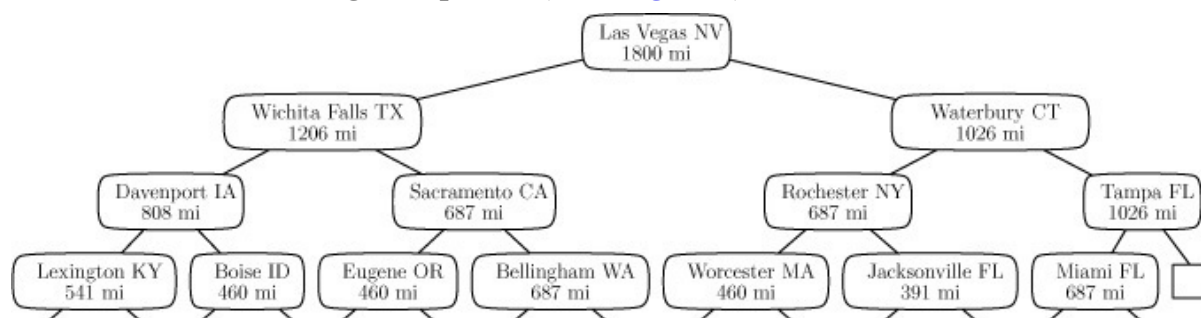 Las Vegas NV
1800 mi
Wichita Falls TX
1206 mi
Waterbury CT
1026 mi
Davenport IA
808 mi
Sacramento CA
687 mi
Rochester NY
687 mi
Tampa FL
1026 mi
Lexington KY
541 mi
Boise ID
460 mi
Eugene OR
460 mi
Bellingham WA
687 mi
Worcester MA
460 mi
Jacksonville FL
391 mi
Miami FL
687 mi